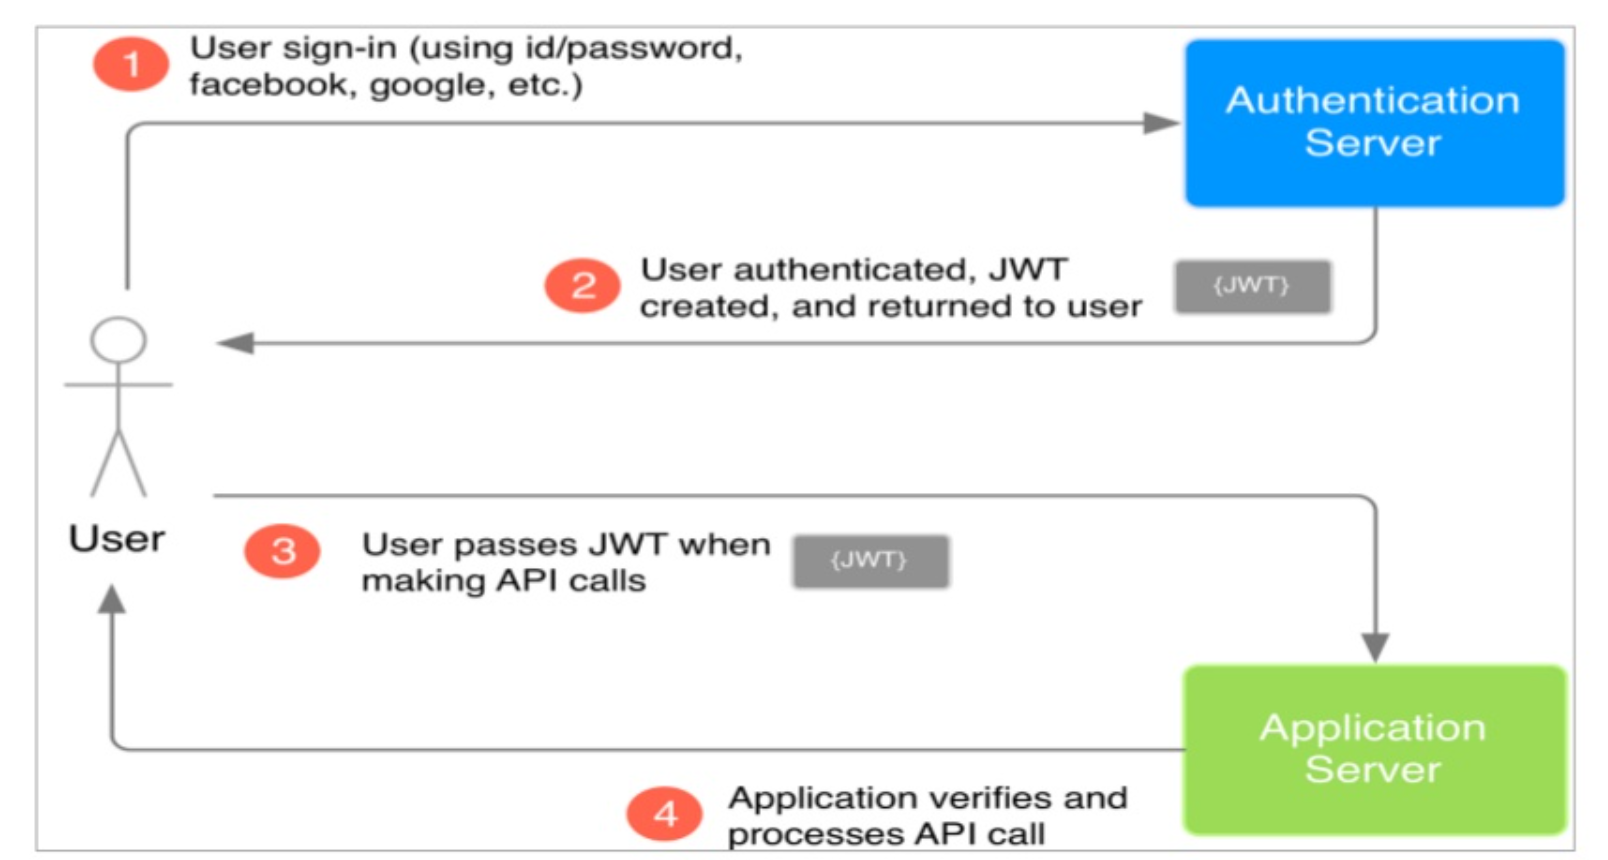 1
User sign-in (using id/password,
facebook, google, etc.)
Authentication
Server
2
User authenticated, JWT
created, and returned to user
{JWT}
User
3
User passes JWT when
making API calls
{JWT}
Application
Server
4
Application verifies and
processes API call